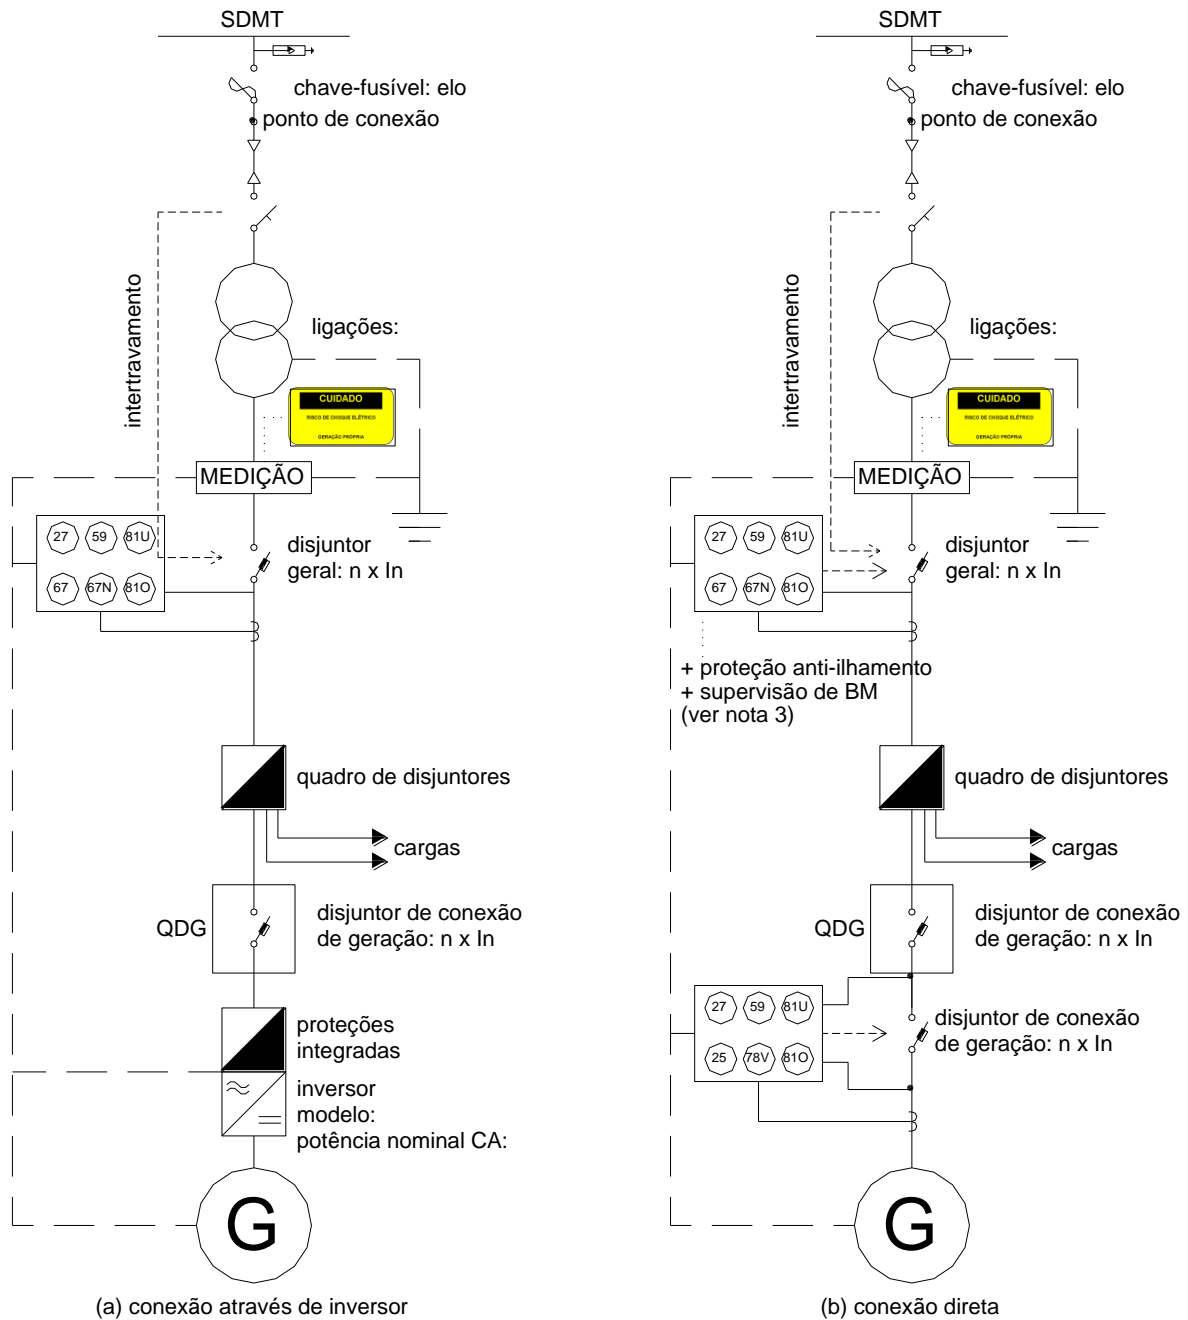 SDMT
chave-fusível: elo
ponto de conexão
intertravamento
ligações:
CUIDADO
RISCO DE CHOQUE ELÉTRICO
GERAÇÃO PRÓPRIA
MEDIÇÃO
27 59 81U
67 67N 81O
disjuntor
geral: n x In
quadro de disjuntores
cargas
QDG
disjuntor de conexão
de geração: n x In
proteções
integradas
inversor
modelo:
potência nominal CA:
G
(a) conexão através de inversor
SDMT
chave-fusível: elo
ponto de conexão
intertravamento
ligações:
CUIDADO
RISCO DE CHOQUE ELÉTRICO
GERAÇÃO PRÓPRIA
MEDIÇÃO
27 59 81U
67 67N 81O
disjuntor
geral: n x In
+ proteção anti-ilhamento
+ supervisão de BM
(ver nota 3)
quadro de disjuntores
cargas
QDG
disjuntor de conexão
de geração: n x In
27 59 81U
25 78V 81O
disjuntor de conexão
de geração: n x In
G
(b) conexão direta